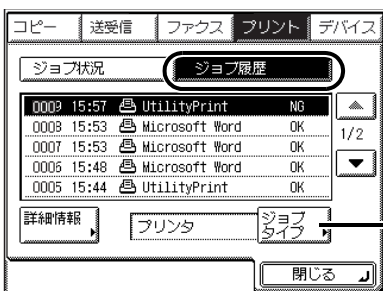 コピー 送受信 ファクス プリント デバイス
ジョブ状況 ジョブ履歴
0009 15:57 UtilityPrint NG
0008 15:53 Microsoft Word OK
0007 15:53 Microsoft Word OK
0006 15:48 Microsoft Word OK
0005 15:44 UtilityPrint OK
1/2
詳細情報 プリンタ ジョブタイプ
閉じる